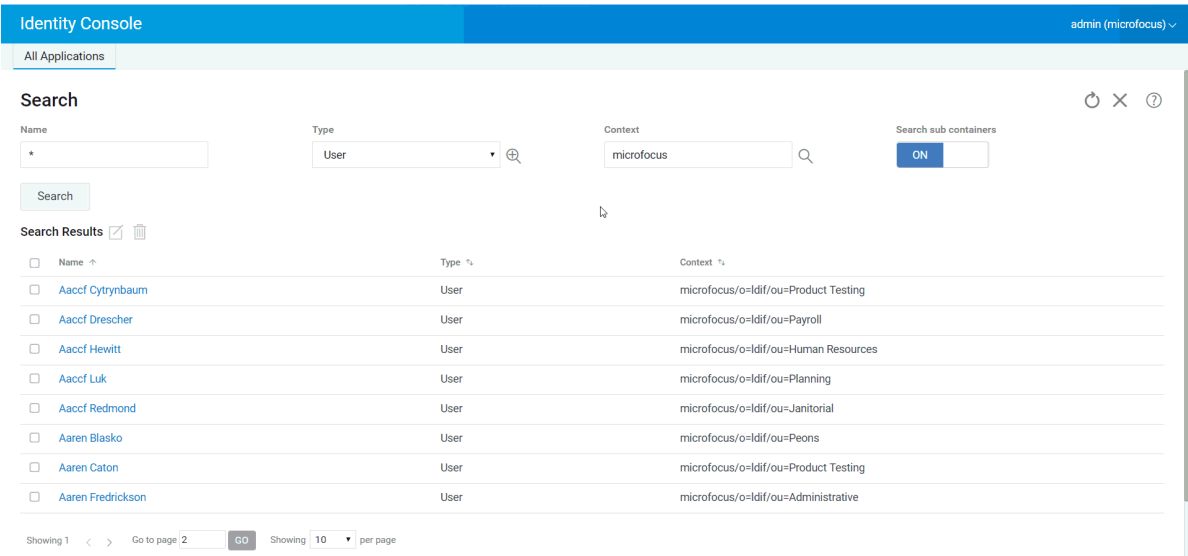 Identity Console
admin (microfocus)
All Applications
Search
Name Type Context Search sub containers
* User microfocus ON
Search
Search Results
Name Type Context
Aaccf Cytrynbaum User microfocus/o=ldif/ou=Product Testing
Aaccf Drescher User microfocus/o=ldif/ou=Payroll
Aaccf Hewitt User microfocus/o=ldif/ou=Human Resources
Aaccf Luk User microfocus/o=ldif/ou=Planning
Aaccf Redmond User microfocus/o=ldif/ou=Janitorial
Aaren Blasko User microfocus/o=ldif/ou=Peons
Aaren Caton User microfocus/o=ldif/ou=Product Testing
Aaren Fredrickson User microfocus/o=ldif/ou=Administrative
Showing 1 < > Go to page 2 GO Showing 10 per page